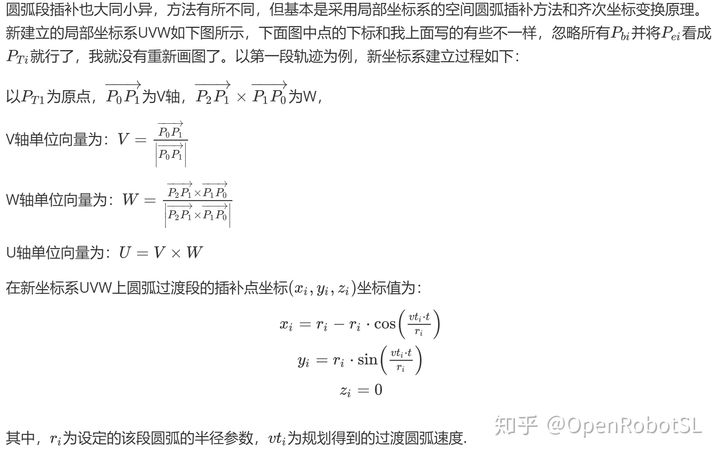 圆弧段插补也大同小异，方法有所不同，但基本是采用局部坐标系的空间圆弧插补方法和齐次坐标变换原理。
新建立的局部坐标系UVW如下图所示，下面图中点的下标和我上面写的有些不一样，忽略所有$P_{bi}$并将$P_{ei}$看成
$P_{Ti}$就行了，我就没有重新画图了。以第一段轨迹为例，新坐标系建立过程如下：
以$P_{T1}$为原点，$\overrightarrow{P_0P_1}$为V轴，$\overrightarrow{P_2P_1} \times \overrightarrow{P_1P_0}$为W，
V轴单位向量为：$V = \frac{\overrightarrow{P_0P_1}}{\left|\overrightarrow{P_0P_1}\right|}$
W轴单位向量为：$W = \frac{\overrightarrow{P_2P_1} \times \overrightarrow{P_1P_0}}{\left|\overrightarrow{P_2P_1} \times \overrightarrow{P_1P_0}\right|}$
U轴单位向量为：$U = V \times W$
在新坐标系UVW上圆弧过渡段的插补点坐标$(x_i, y_i, z_i)$坐标值为：
$x_i = r_i - r_i \cdot \cos\left(\frac{vt_i \cdot t}{r_i}\right)$
$y_i = r_i \cdot \sin\left(\frac{vt_i \cdot t}{r_i}\right)$
$z_i = 0$
其中，$r_i$为设定的该段圆弧的半径参数，$vt_i$为规划得到的过渡圆弧速度.
知乎 @OpenRobotSL